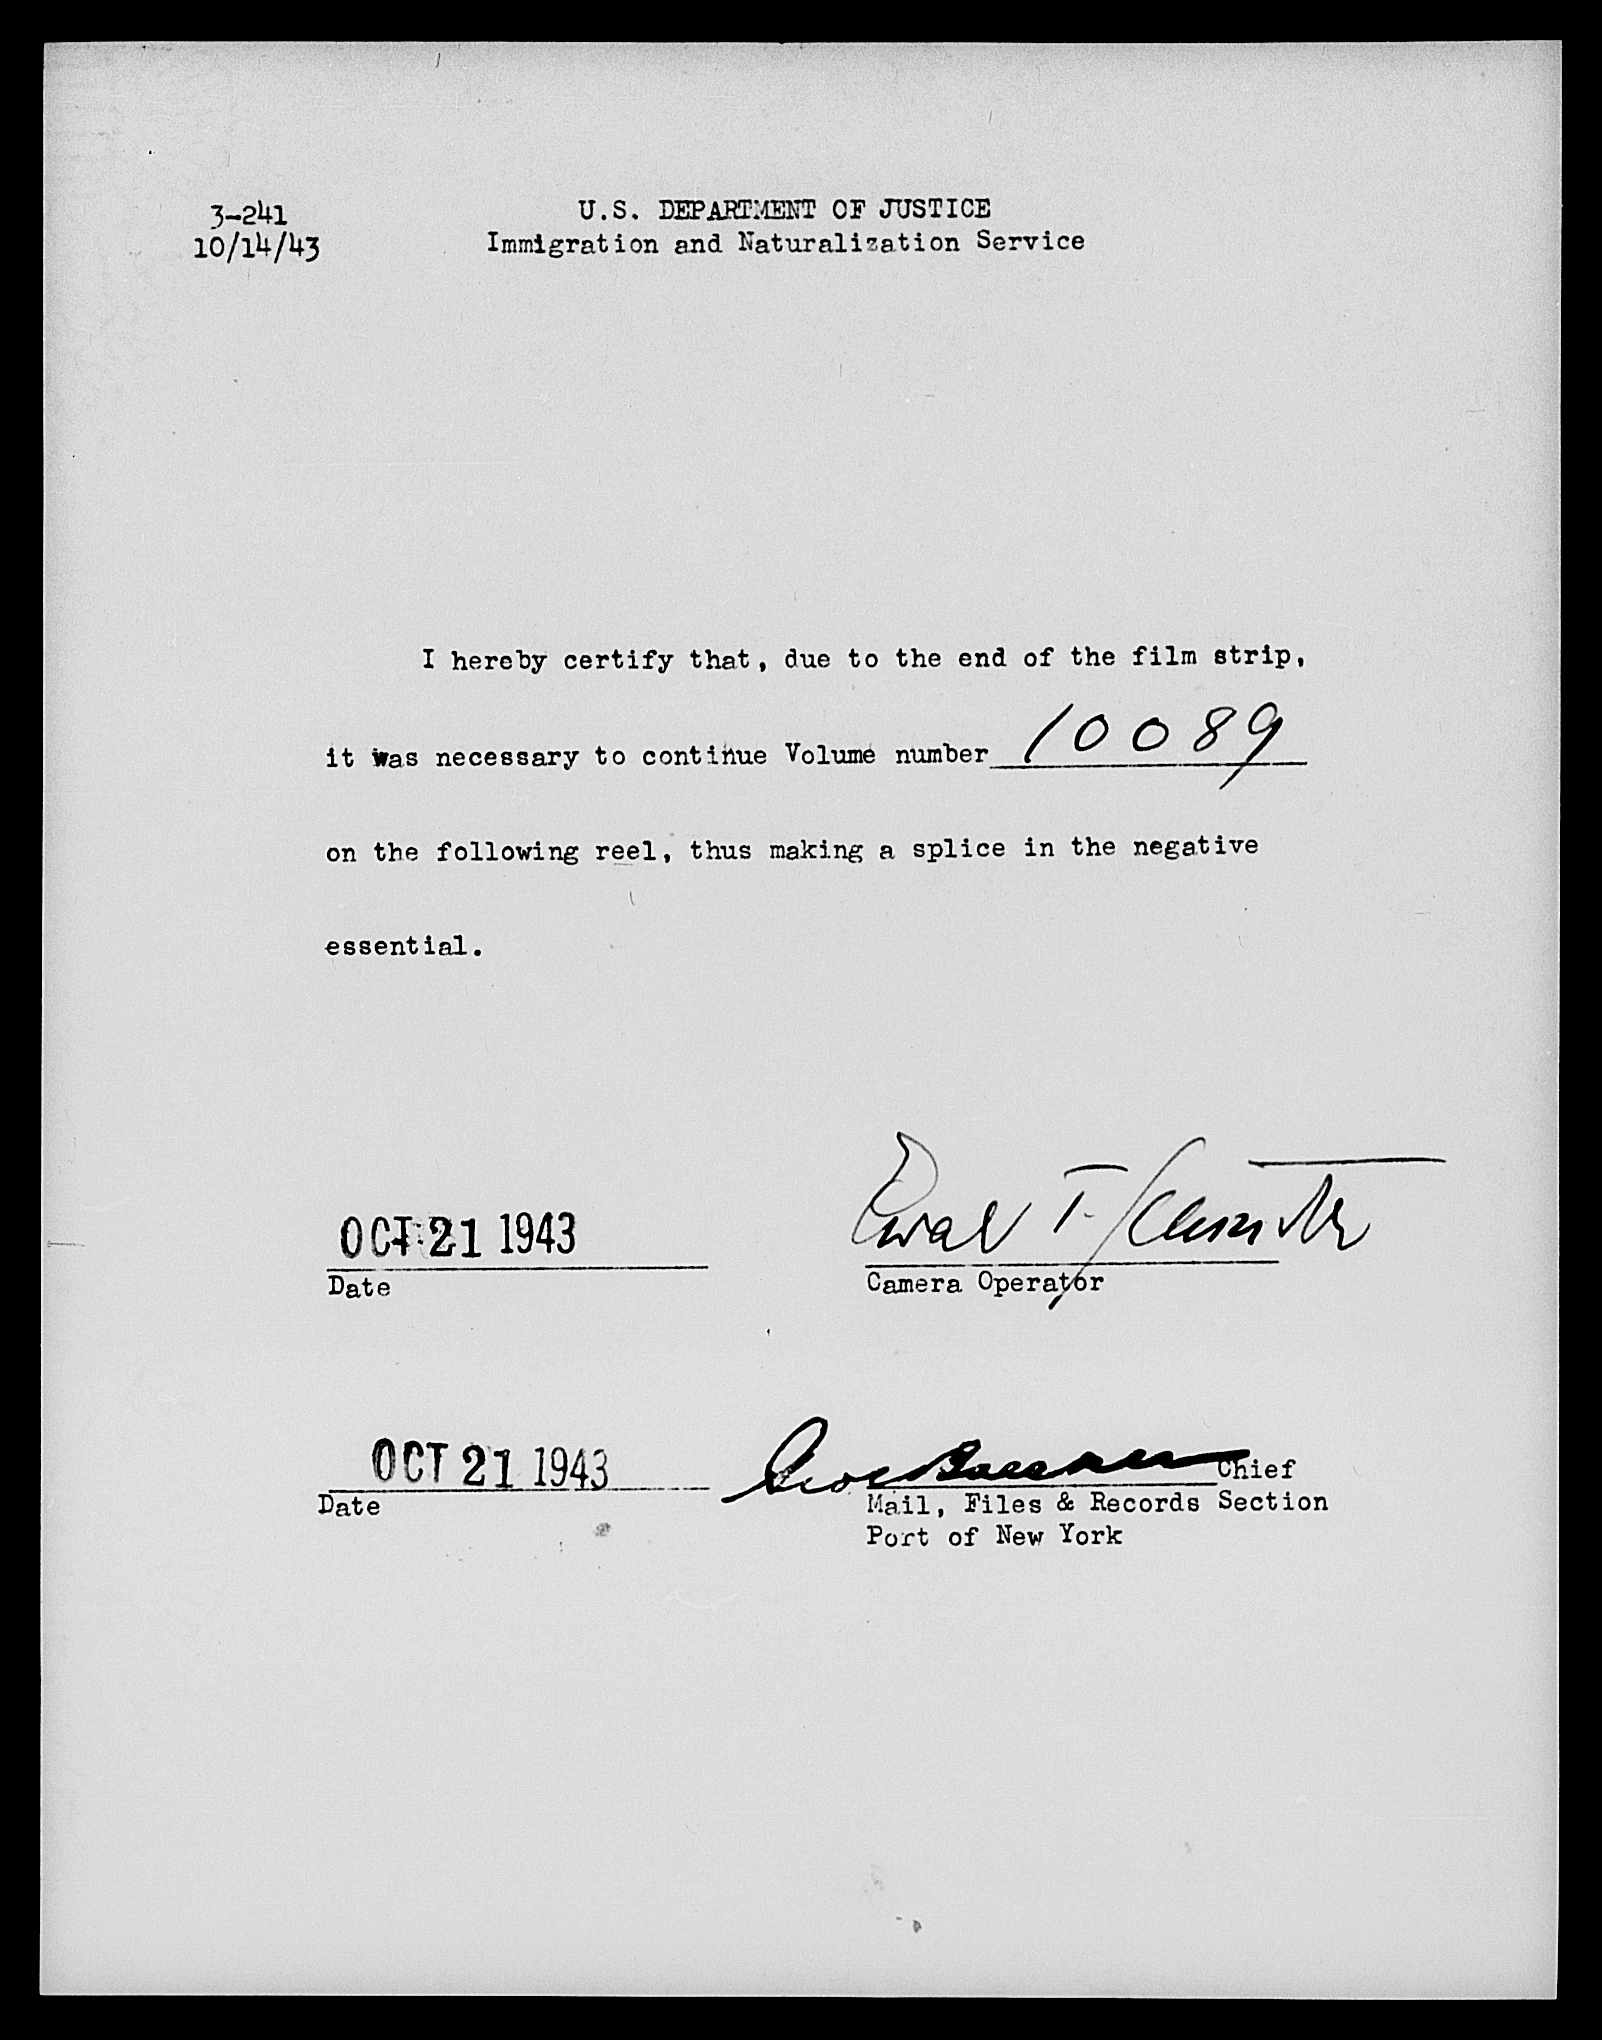 3-241
10/14/43
U.S. DEPARTMENT OF JUSTICE
Immigration and Naturalization Service
I hereby certify that, due to the end of the film strip,
it was necessary to continue Volume number 10089
on the following reel, thus making a splice in the negative
essential.
OCT 21 1943
Date
Camera Operator
OCT 21 1943
Chief
Date
Mail, Files & Records Section
Port of New York